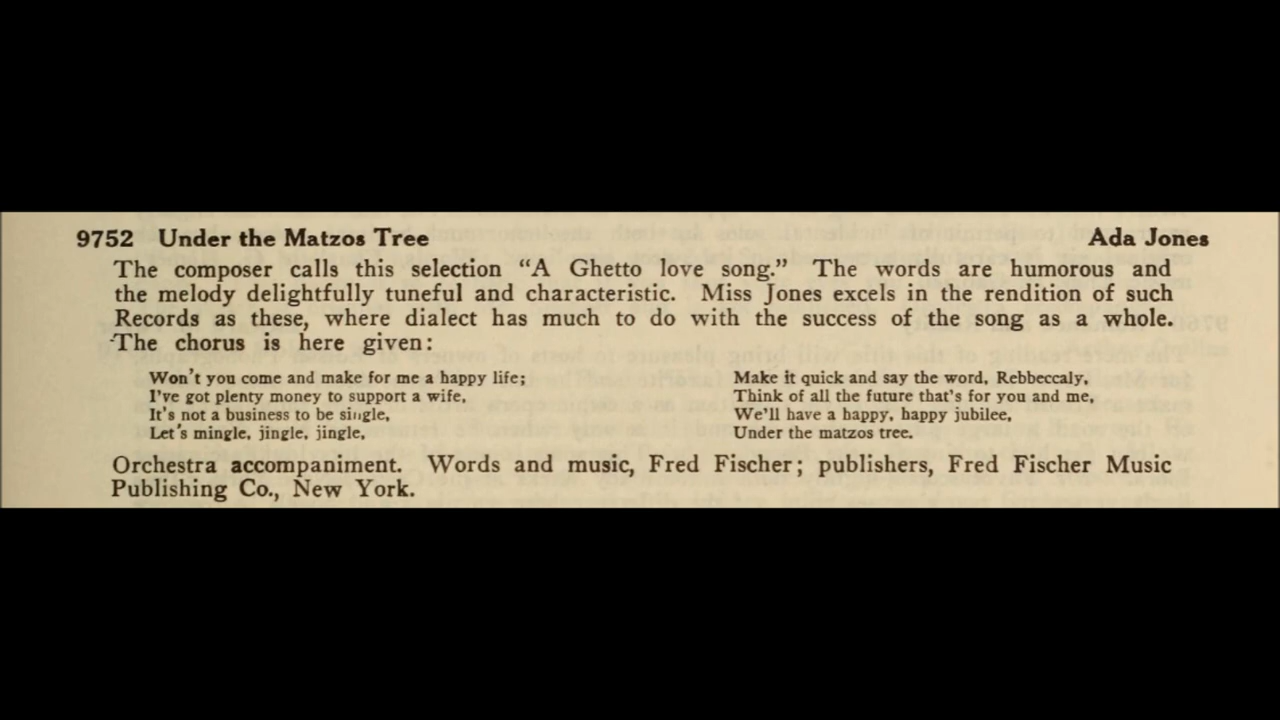 9752 Under the Matzos Tree Ada Jones
The composer calls this selection “A Ghetto love song.” The words are humorous and
the melody delightfully tuneful and characteristic. Miss Jones excels in the rendition of such
Records as these, where dialect has much to do with the success of the song as a whole.
The chorus is here given:
Won't you come and make for me a happy life;
I've got plenty money to support a wife,
It's not a business to be single,
Let's mingle, jingle, jingle,
Make it quick and say the word, Rebbeccaly,
Think of all the future that's for you and me,
We'll have a happy, happy jubilee,
Under the matzos tree.
Orchestra accompaniment. Words and music, Fred Fischer; publishers, Fred Fischer Music
Publishing Co., New York.